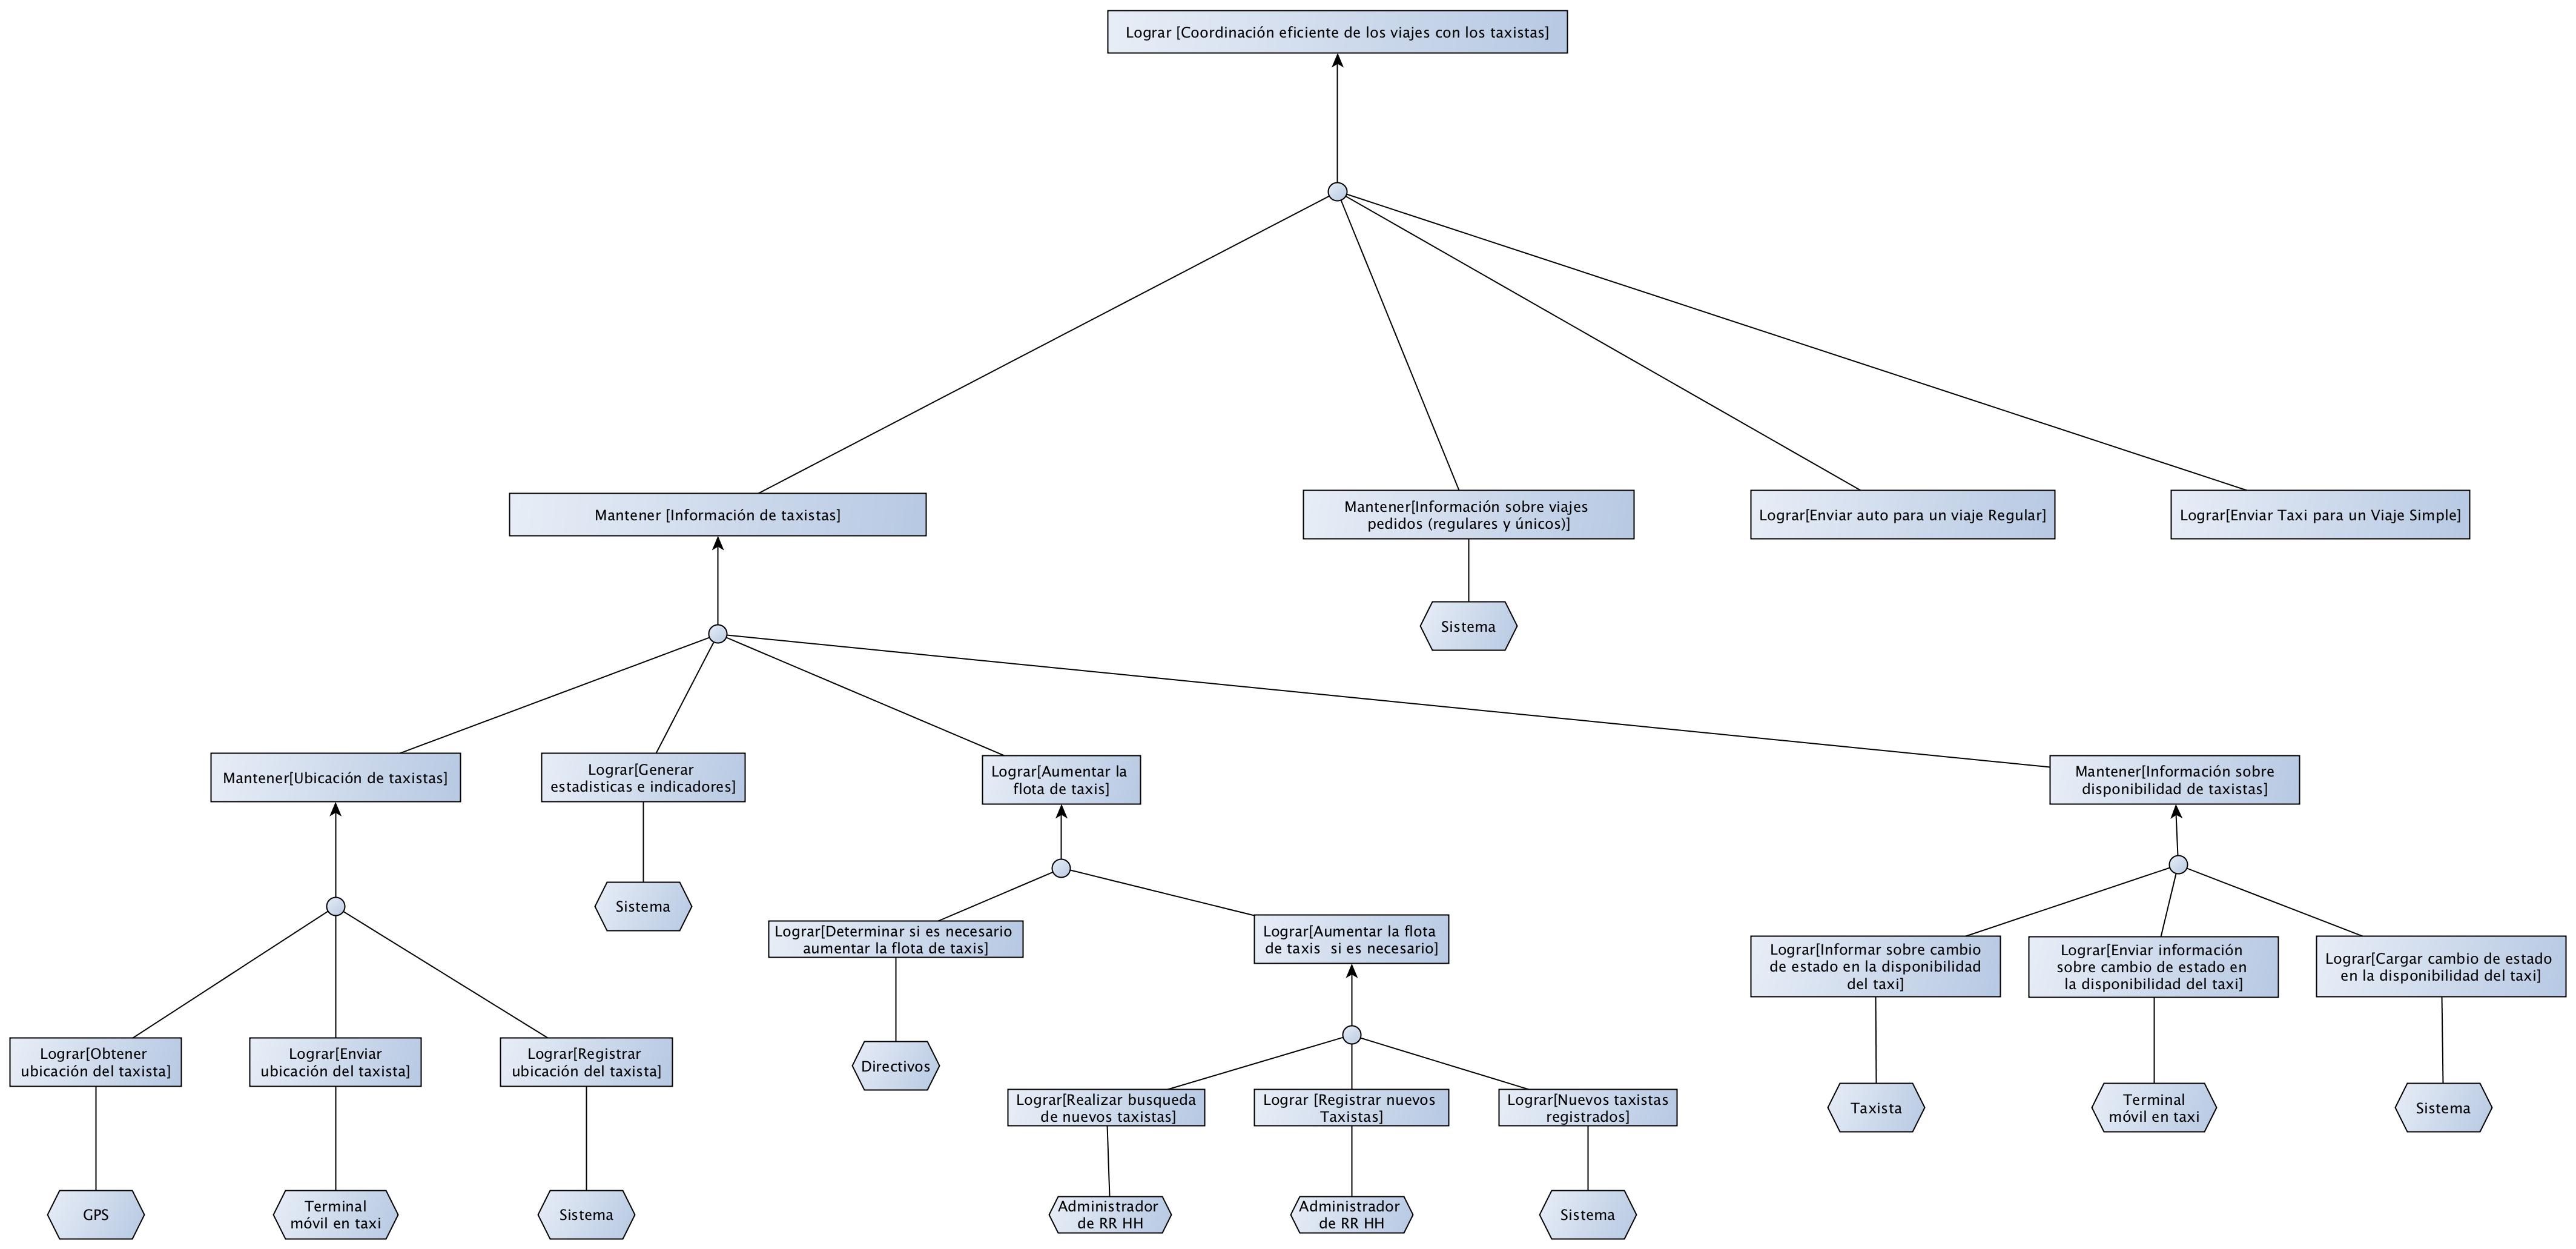 Lograr [Coordinación eficiente de los viajes con los taxistas]
Mantener [Información de taxistas]
Mantener[Información sobre viajes
pedidos (regulares y únicos)]
Lograr[Enviar auto para un viaje Regular]
Lograr[Enviar Taxi para un Viaje Simple]
Sistema
Mantener[Ubicación de taxistas]
Lograr[Generar
estadisticas e indicadores]
Lograr[Aumentar la
flota de taxis]
Mantener[Información sobre
disponibilidad de taxistas]
Sistema
Lograr[Determinar si es necesario
aumentar la flota de taxis]
Lograr[Aumentar la flota
de taxis  si es necesario]
Lograr[Informar sobre cambio
de estado en la disponibilidad
del taxi]
Lograr[Enviar información
sobre cambio de estado en
la disponibilidad del taxi]
Lograr[Cargar cambio de estado
en la disponibilidad del taxi]
Lograr[Obtener
ubicación del taxista]
Lograr[Enviar
ubicación del taxista]
Lograr[Registrar
ubicación del taxista]
Directivos
Lograr[Realizar busqueda
de nuevos taxistas]
Lograr [Registrar nuevos
Taxistas]
Lograr[Nuevos taxistas
registrados]
Taxista
Terminal
móvil en taxi
Sistema
GPS
Terminal
móvil en taxi
Sistema
Administrador
de RR HH
Administrador
de RR HH
Sistema